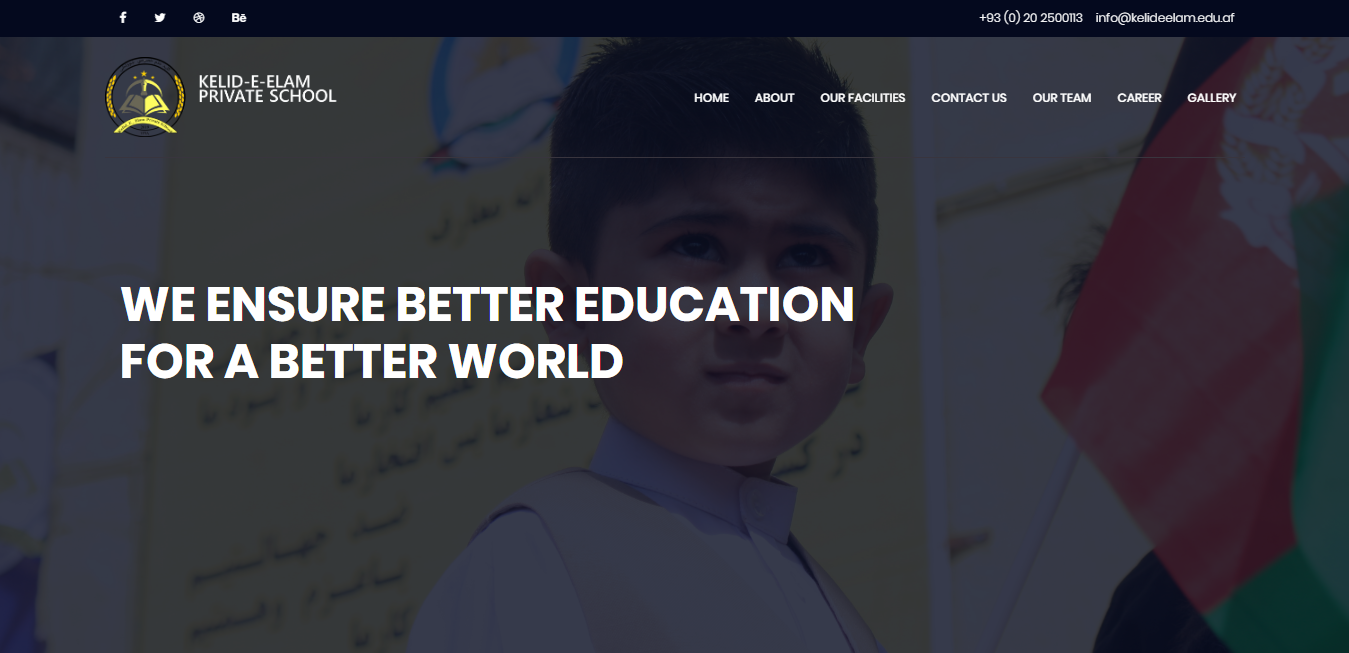 +93 (0) 20 2500113 info@kelideelam.edu.af
KELID-E-ELAM
PRIVATE SCHOOL
HOME ABOUT OUR FACILITIES CONTACT US OUR TEAM CAREER GALLERY
WE ENSURE BETTER EDUCATION
FOR A BETTER WORLD